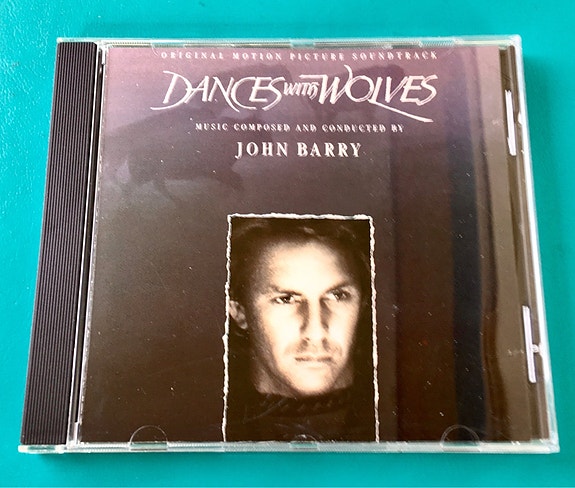 ORIGINAL MOTION PICTURE SOUNDTRACK
DANCES WITH WOLVES
MUSIC COMPOSED AND CONDUCTED BY
JOHN BARRY